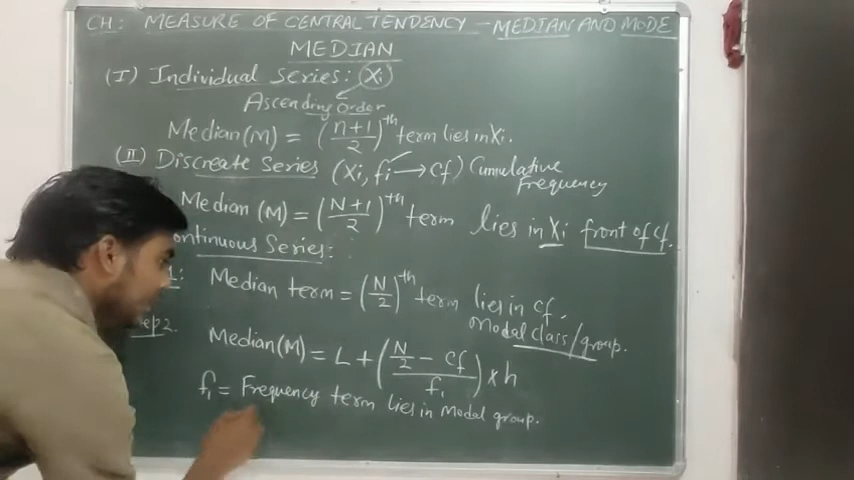 CH: MEASURE OF CENTRAL TENDENCY - MEDIAN AND MODE
MEDIAN
(I) Individual Series: Xi
Ascending Order
Median (M) = (n+1/2)th term lies in Xi.
(II) Discreate Series (Xi, fi → Cf) Cumulative
frequency
Median (M) = (N+1/2)th term lies in Xi front of Cf.
ontinuous Series:
1: Median term = (N/2)th term lies in cf.
Modal class/group.
ep2.
Median (M) = L + (N/2 - Cf/f1) x h
f1 = Frequency term lies in Modal group.